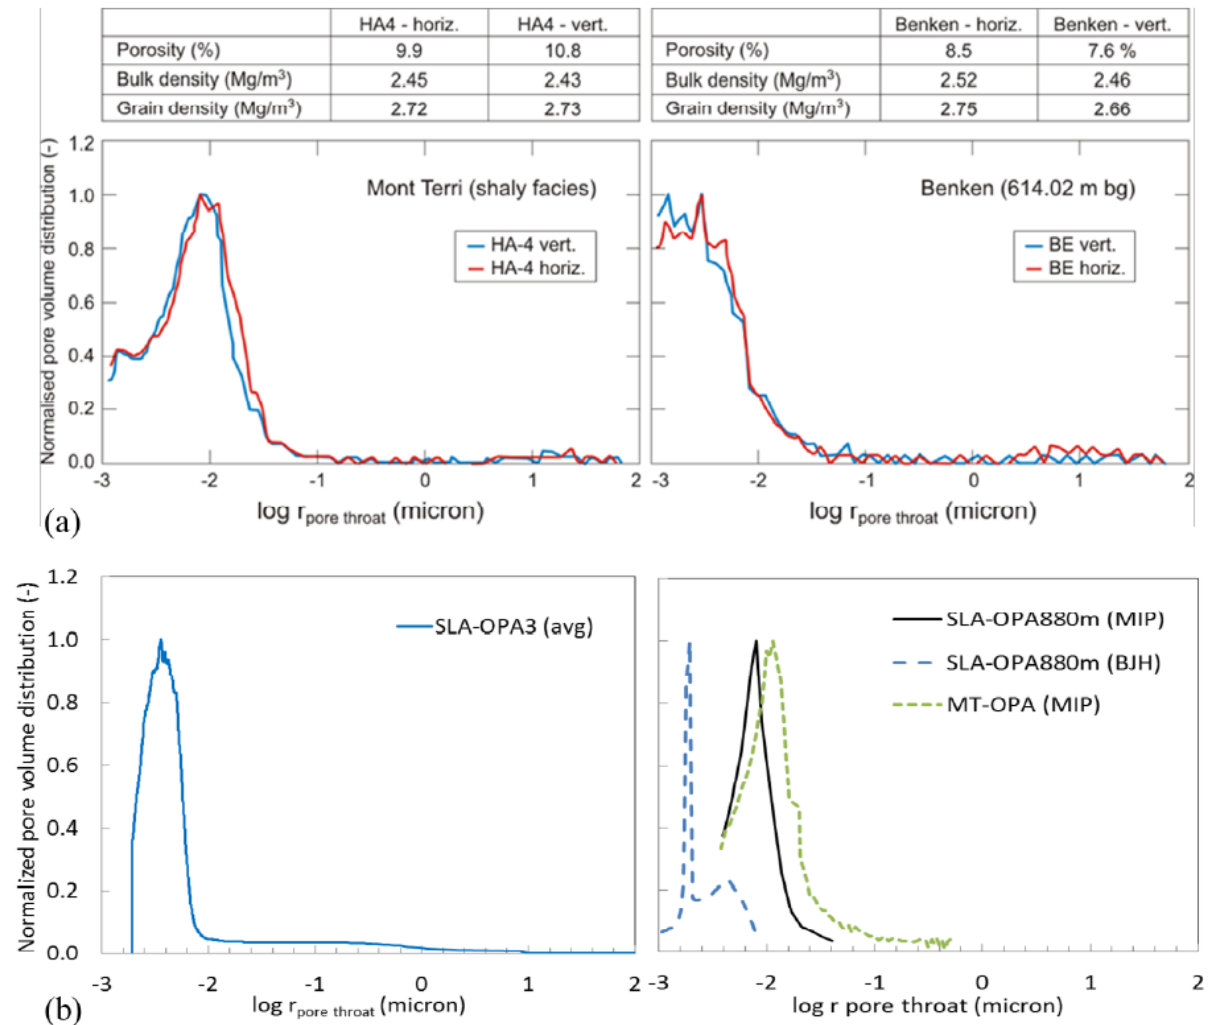 HA4 - horiz. HA4 - vert.
Porosity (%) 9.9 10.8
Bulk density (Mg/m³) 2.45 2.43
Grain density (Mg/m³) 2.72 2.73
Benken - horiz. Benken - vert.
Porosity (%) 8.5 7.6 %
Bulk density (Mg/m³) 2.52 2.46
Grain density (Mg/m³) 2.75 2.66
Normalised pore volume distribution (-)
1.2
1.0
0.8
0.6
0.4
0.2
0.0
Mont Terri (shaly facies)
HA-4 vert.
HA-4 horiz.
-3 -2 -1 0 1 2
log r pore throat (micron)
Benken (614.02 m bg)
BE vert.
BE horiz.
-3 -2 -1 0 1 2
log r pore throat (micron)
(a)
Normalized pore volume distribution (-)
1.2
1.0
0.8
0.6
0.4
0.2
0.0
SLA-OPA3 (avg)
-3 -2 -1 0 1 2
log r pore throat (micron)
SLA-OPA880m (MIP)
SLA-OPA880m (BJH)
MT-OPA (MIP)
-3 -2 -1 0 1 2
log r pore throat (micron)
(b)